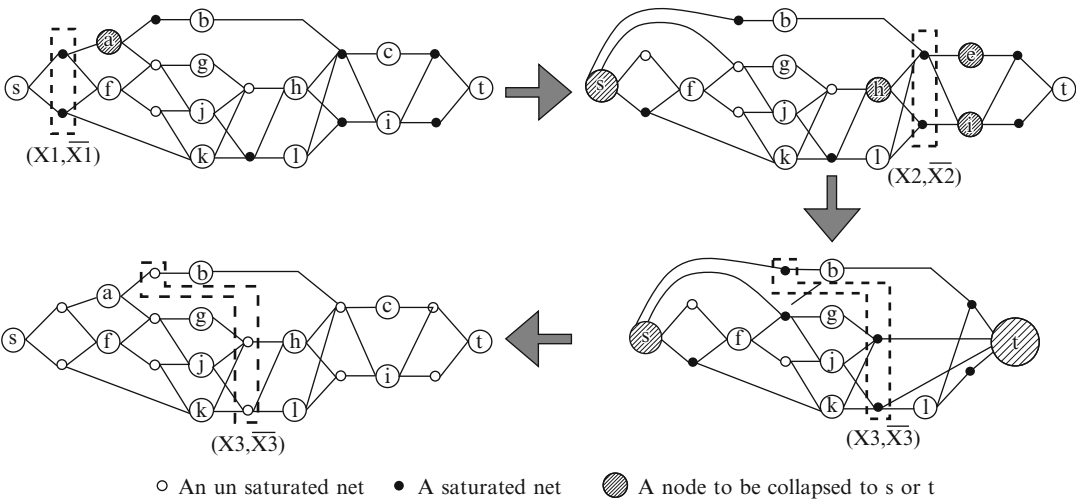 s a b f g j k h l c i t
(X1,X̅1̅)
s b f g j k h l e i t
(X2,X̅2̅)
s a b f g j k h l c i t
(X3,X̅3̅)
s b f g j k l t
(X3,X̅3̅)
An un saturated net A saturated net A node to be collapsed to s or t